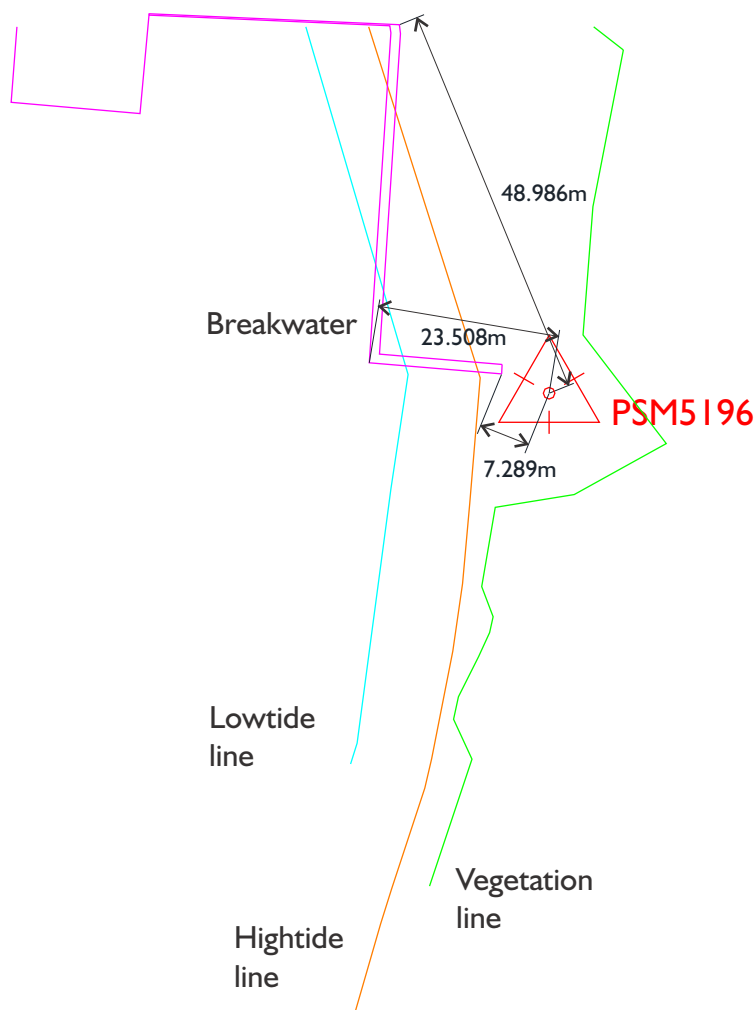 48.986m
Breakwater
23.508m
PSM5196
7.289m
Lowtide
line
Vegetation
line
Hightide
line